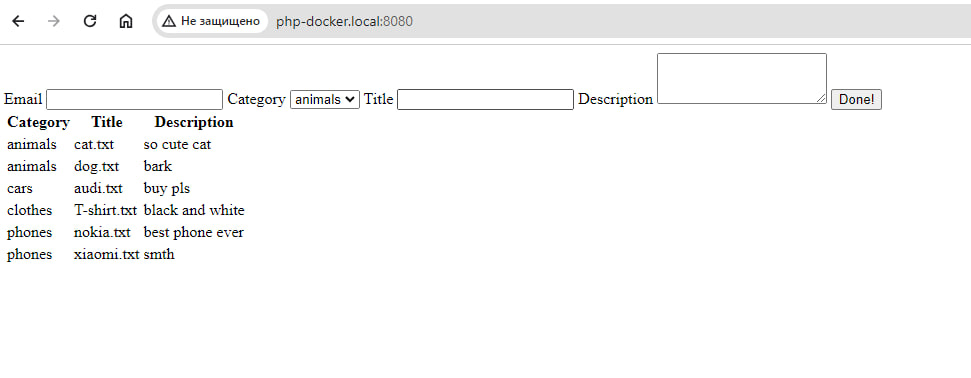 Не защищено php-docker.local:8080
Email Category animals Title Description Done!
Category Title Description
animals cat.txt so cute cat
animals dog.txt bark
cars audi.txt buy pls
clothes T-shirt.txt black and white
phones nokia.txt best phone ever
phones xiaomi.txt smth